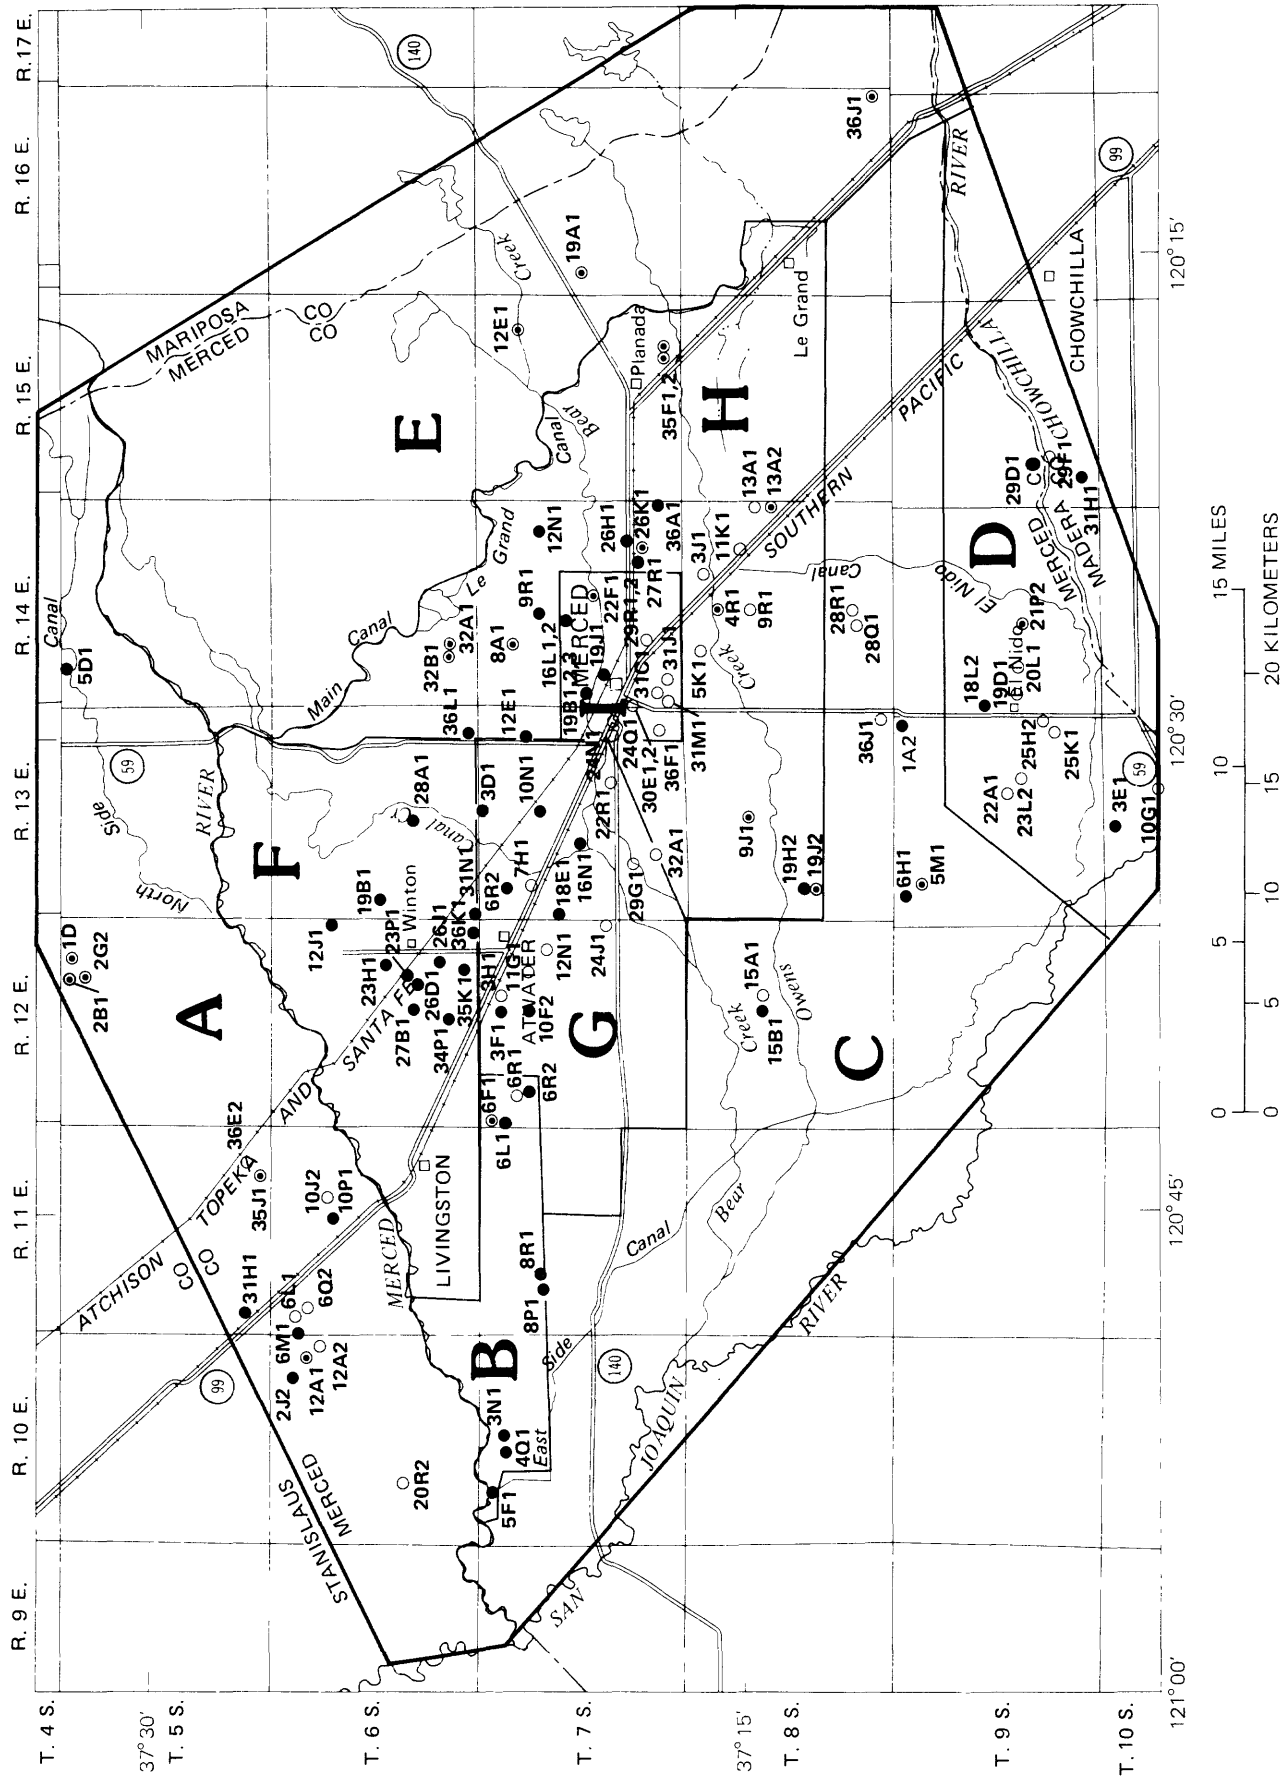 R. 9 E.
R. 10 E.
R. 11 E.
R. 12 E.
R. 13 E.
R. 14 E.
R. 15 E.
R. 16 E.
R. 17 E.
T. 4 S.
37° 30'
T. 5 S.
T. 6 S.
T. 7 S.
37° 15'
T. 8 S.
T. 9 S.
T. 10 S.
121° 00'
120° 45'
120° 30'
120° 15'
STANISLAUS CO
MERCED CO
MARIPOSA CO
MERCED CO
MERCED CO
MADERA CO
ATCHISON
TOPEKA
AND
SANTA FE
SOUTHERN
PACIFIC
MERCED
RIVER
SAN
JOAQUIN
RIVER
CHOWCHILLA
RIVER
North
Side
Canal
Main
Canal
Le Grand
Canal
Bear
Creek
East
Side
Canal
Bear
Creek
Owens
Creek
El Nido
Canal
Canal
LIVINGSTON
Winton
ATWATER
MERCED
Planada
Le Grand
El Nido
CHOWCHILLA
A
B
C
D
E
F
G
H
I
99
99
140
140
59
59
1D
2G2
2B1
5D1
36E2
35J1
31H1
10J2
10P1
6L1
6Q2
6M1
2J2
12A1
12A2
20R2
12J1
19B1
23H1
23P1
26J1
27B1
26D1
34P1
35K1
36K1
31N1
28A1
3D1
10N1
36L1
32B1
32A1
8A1
9R1
12N1
12E1
19A1
12E1
16L1,2
19B1,2,3
19J1
22F1
26H1
26K1
27R1
36A1
35F1,2
3H1
3F1
11G1
10F2
6F1
6R1
6R2
6L1
8R1
8P1
3N1
4Q1
5F1
6R2
7H1
18E1
16N1
12N1
24J1
22R1
24N1
24Q1
30E1,2
36F1
29R1,2
31G1
31J1
31M1
5K1
29G1
32A1
3J1
11K1
13A1
13A2
4R1
9R1
9J1
19H2
19J2
15A1
15B1
28R1
28Q1
36J1
1A2
6H1
5M1
36J1
18L2
19D1
20L1
21P2
25H2
25K1
22A1
23L2
3E1
10G1
29D1
29F1
31H1
0 5 10 15 MILES
0 5 10 15 20 KILOMETERS